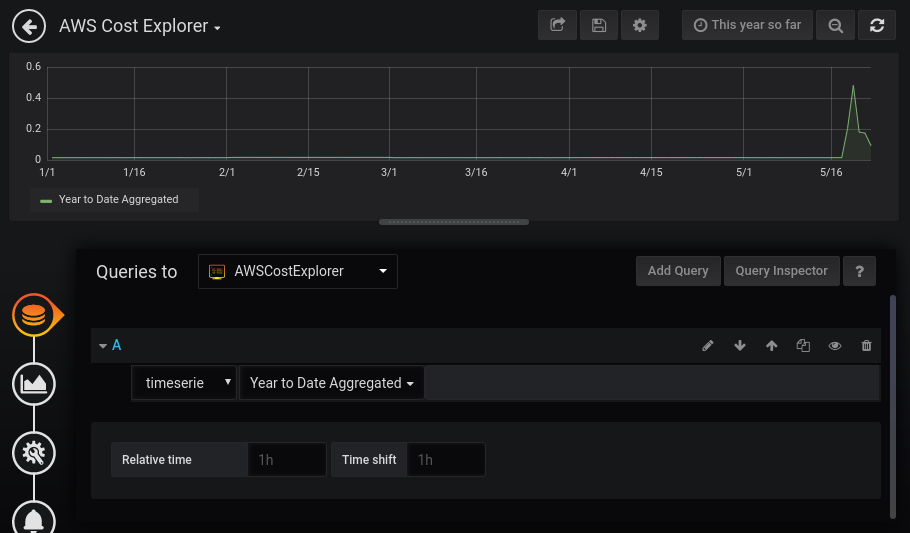 AWS Cost Explorer
This year so far
0.6
0.4
0.2
0
1/1 1/16 2/1 2/15 3/1 3/16 4/1 4/15 5/1 5/16
Year to Date Aggregated
Queries to AWSCostExplorer Add Query Query Inspector ?
A
timeserie Year to Date Aggregated
Relative time 1h Time shift 1h